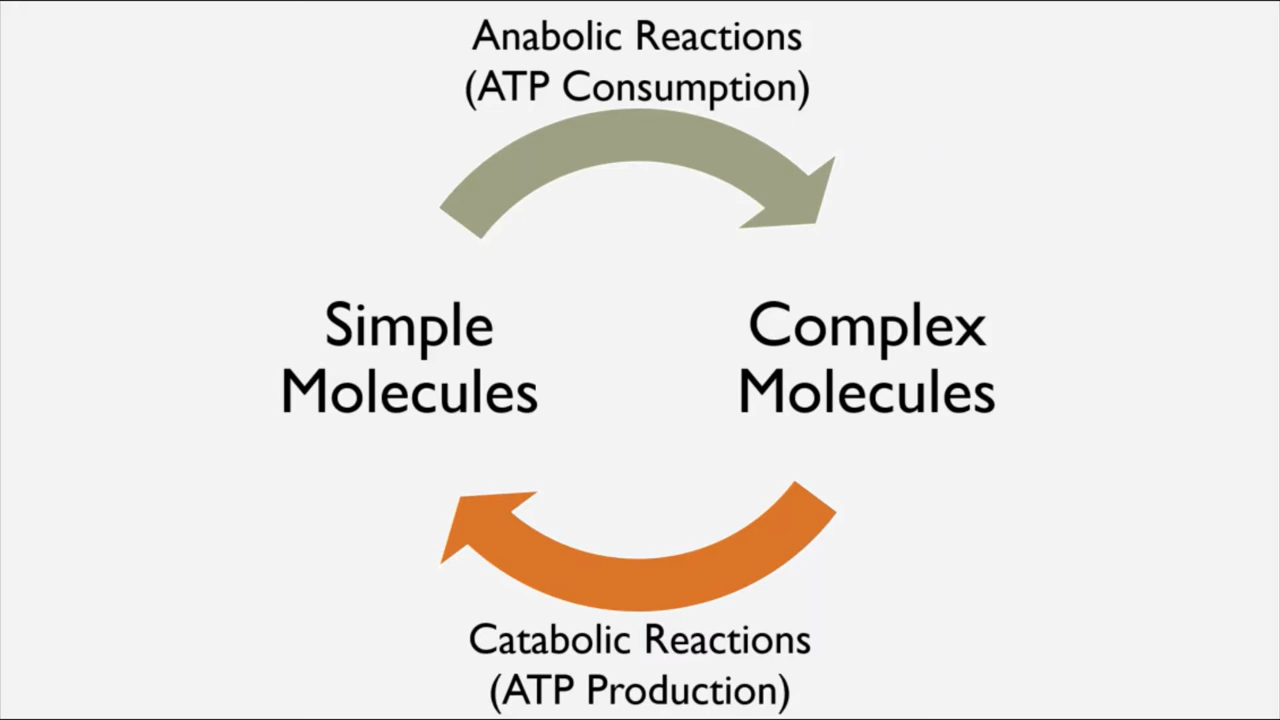 Anabolic Reactions
(ATP Consumption)
Simple
Molecules
Complex
Molecules
Catabolic Reactions
(ATP Production)